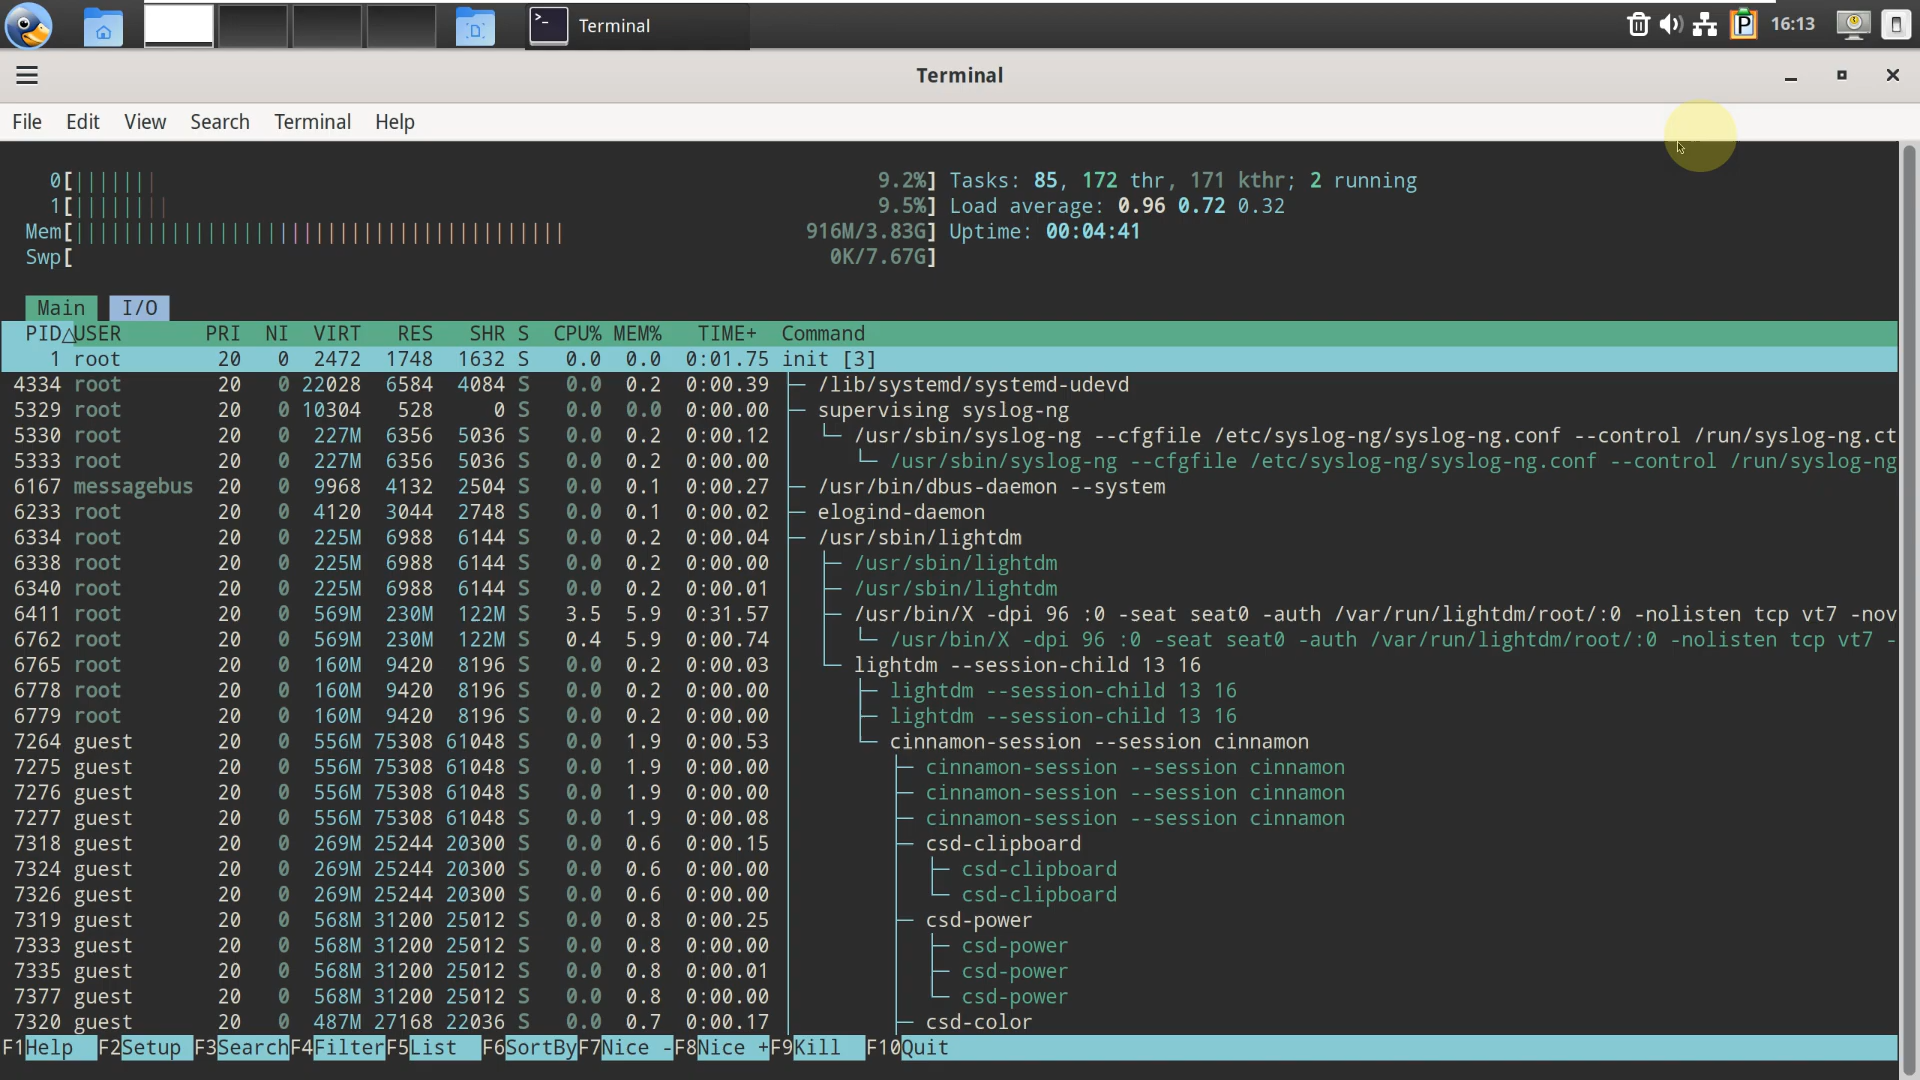 Terminal
16:13
Terminal
File Edit View Search Terminal Help
0[||||||| 9.2%] Tasks: 85, 172 thr, 171 kthr; 2 running
1[|||||||| 9.5%] Load average: 0.96 0.72 0.32
Mem[||||||||||||||||||||||||||||||||||||||||| 916M/3.83G] Uptime: 00:04:41
Swp[ 0K/7.67G]
Main I/O
PID△USER PRI NI VIRT RES SHR S CPU% MEM% TIME+ Command
1 root 20 0 2472 1748 1632 S 0.0 0.0 0:01.75 init [3]
4334 root 20 0 22028 6584 4084 S 0.0 0.2 0:00.39 ├─ /lib/systemd/systemd-udevd
5329 root 20 0 10304 528 0 S 0.0 0.0 0:00.00 ├─ supervising syslog-ng
5330 root 20 0 227M 6356 5036 S 0.0 0.2 0:00.12 │ └─ /usr/sbin/syslog-ng --cfgfile /etc/syslog-ng/syslog-ng.conf --control /run/syslog-ng.ct
5333 root 20 0 227M 6356 5036 S 0.0 0.2 0:00.00 │ └─ /usr/sbin/syslog-ng --cfgfile /etc/syslog-ng/syslog-ng.conf --control /run/syslog-ng
6167 messagebus 20 0 9968 4132 2504 S 0.0 0.1 0:00.27 ├─ /usr/bin/dbus-daemon --system
6233 root 20 0 4120 3044 2748 S 0.0 0.1 0:00.02 ├─ elogind-daemon
6334 root 20 0 225M 6988 6144 S 0.0 0.2 0:00.04 ├─ /usr/sbin/lightdm
6338 root 20 0 225M 6988 6144 S 0.0 0.2 0:00.00 │ ├─ /usr/sbin/lightdm
6340 root 20 0 225M 6988 6144 S 0.0 0.2 0:00.01 │ ├─ /usr/sbin/lightdm
6411 root 20 0 569M 230M 122M S 3.5 5.9 0:31.57 │ ├─ /usr/bin/X -dpi 96 :0 -seat seat0 -auth /var/run/lightdm/root/:0 -nolisten tcp vt7 -nov
6762 root 20 0 569M 230M 122M S 0.4 5.9 0:00.74 │ │ └─ /usr/bin/X -dpi 96 :0 -seat seat0 -auth /var/run/lightdm/root/:0 -nolisten tcp vt7 -
6765 root 20 0 160M 9420 8196 S 0.0 0.2 0:00.03 │ └─ lightdm --session-child 13 16
6778 root 20 0 160M 9420 8196 S 0.0 0.2 0:00.00 │ ├─ lightdm --session-child 13 16
6779 root 20 0 160M 9420 8196 S 0.0 0.2 0:00.00 │ ├─ lightdm --session-child 13 16
7264 guest 20 0 556M 75308 61048 S 0.0 1.9 0:00.53 │ └─ cinnamon-session --session cinnamon
7275 guest 20 0 556M 75308 61048 S 0.0 1.9 0:00.00 │ ├─ cinnamon-session --session cinnamon
7276 guest 20 0 556M 75308 61048 S 0.0 1.9 0:00.00 │ ├─ cinnamon-session --session cinnamon
7277 guest 20 0 556M 75308 61048 S 0.0 1.9 0:00.08 │ ├─ cinnamon-session --session cinnamon
7318 guest 20 0 269M 25244 20300 S 0.0 0.6 0:00.15 │ ├─ csd-clipboard
7324 guest 20 0 269M 25244 20300 S 0.0 0.6 0:00.00 │ │ ├─ csd-clipboard
7326 guest 20 0 269M 25244 20300 S 0.0 0.6 0:00.00 │ │ └─ csd-clipboard
7319 guest 20 0 568M 31200 25012 S 0.0 0.8 0:00.25 │ ├─ csd-power
7333 guest 20 0 568M 31200 25012 S 0.0 0.8 0:00.00 │ │ ├─ csd-power
7335 guest 20 0 568M 31200 25012 S 0.0 0.8 0:00.01 │ │ ├─ csd-power
7377 guest 20 0 568M 31200 25012 S 0.0 0.8 0:00.00 │ │ └─ csd-power
7320 guest 20 0 487M 27168 22036 S 0.0 0.7 0:00.17 │ ├─ csd-color
F1Help F2Setup F3SearchF4FilterF5List F6SortByF7Nice -F8Nice +F9Kill F10Quit